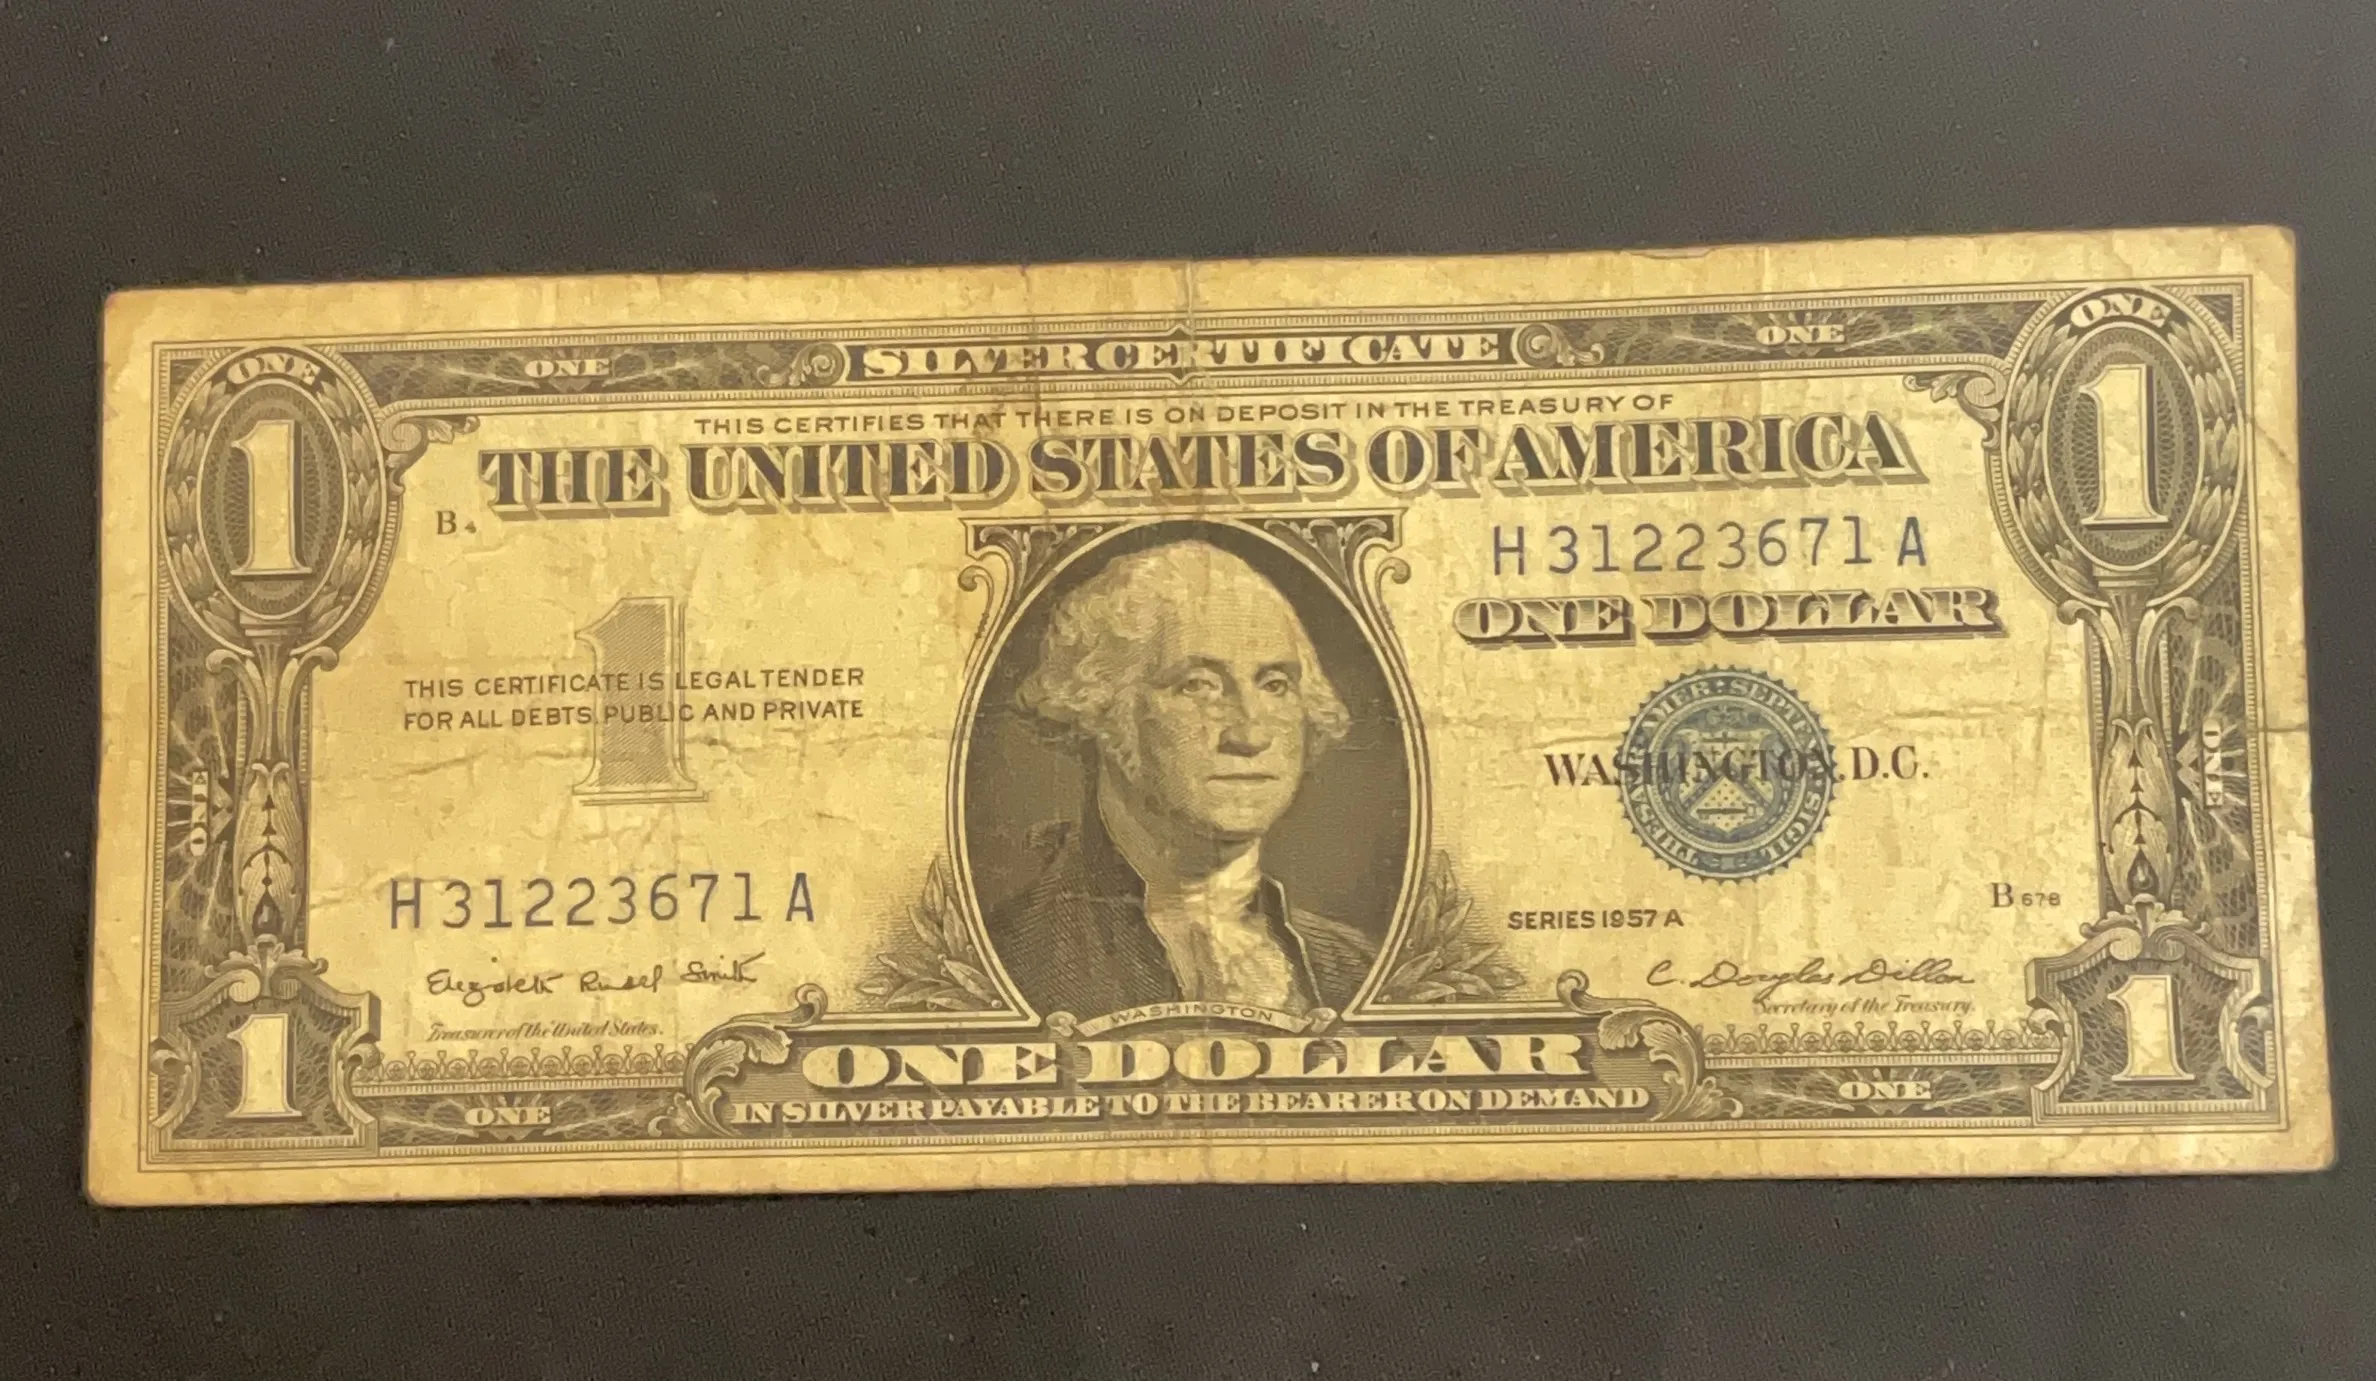 ONE
ONE
SILVER CERTIFICATE
ONE
ONE
1
1
THIS CERTIFIES THAT THERE IS ON DEPOSIT IN THE TREASURY OF
THE UNITED STATES OF AMERICA
B4
H 31223671 A
ONE DOLLAR
1
THIS CERTIFICATE IS LEGAL TENDER
FOR ALL DEBTS, PUBLIC AND PRIVATE
WASHINGTON, D.C.
ONE
ONE
H 31223671 A
SERIES 1957 A
B 678
Elizabeth Rudel Smith
Treasurer of the United States.
C. Douglas Dillon
Secretary of the Treasury.
WASHINGTON
1
1
ONE DOLLAR
IN SILVER PAYABLE TO THE BEARER ON DEMAND
ONE
ONE